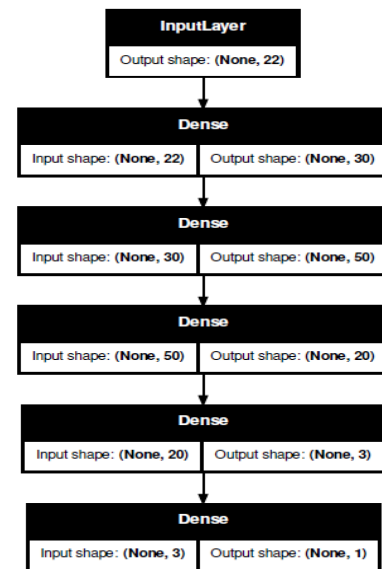 InputLayer
Output shape: (None, 22)
Dense
Input shape: (None, 22) Output shape: (None, 30)
Dense
Input shape: (None, 30) Output shape: (None, 50)
Dense
Input shape: (None, 50) Output shape: (None, 20)
Dense
Input shape: (None, 20) Output shape: (None, 3)
Dense
Input shape: (None, 3) Output shape: (None, 1)